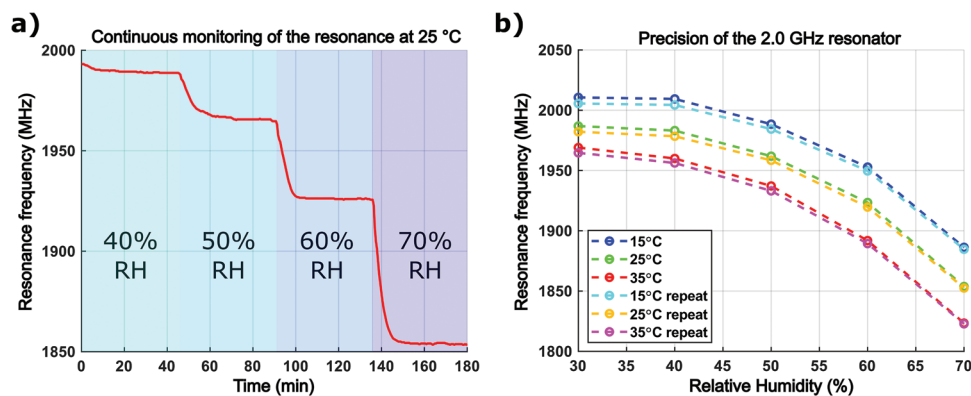 a)
Continuous monitoring of the resonance at 25 °C
Resonance frequency (MHz)
2000
1950
1900
1850
40%
RH
50%
RH
60%
RH
70%
RH
0 20 40 60 80 100 120 140 160 180
Time (min)
b)
Precision of the 2.0 GHz resonator
Resonance frequency (MHz)
2050
2000
1950
1900
1850
1800
15°C
25°C
35°C
15°C repeat
25°C repeat
35°C repeat
30 35 40 45 50 55 60 65 70
Relative Humidity (%)